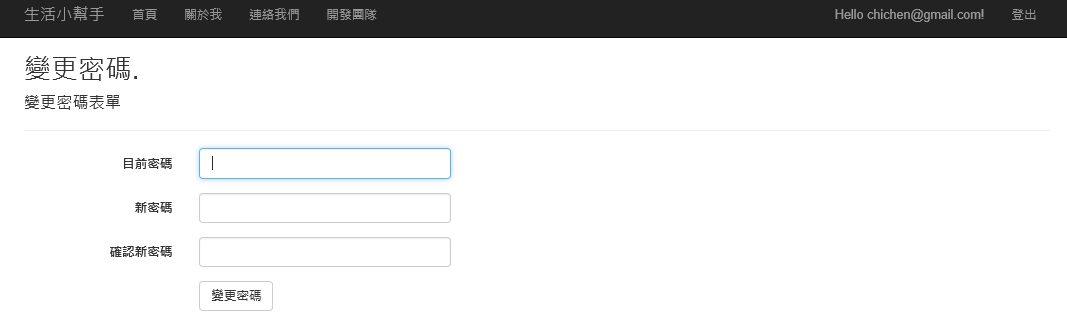 生活小幫手 首頁 關於我 連絡我們 開發團隊 Hello chichen@gmail.com! 登出
變更密碼.
變更密碼表單
目前密碼
新密碼
確認新密碼
變更密碼